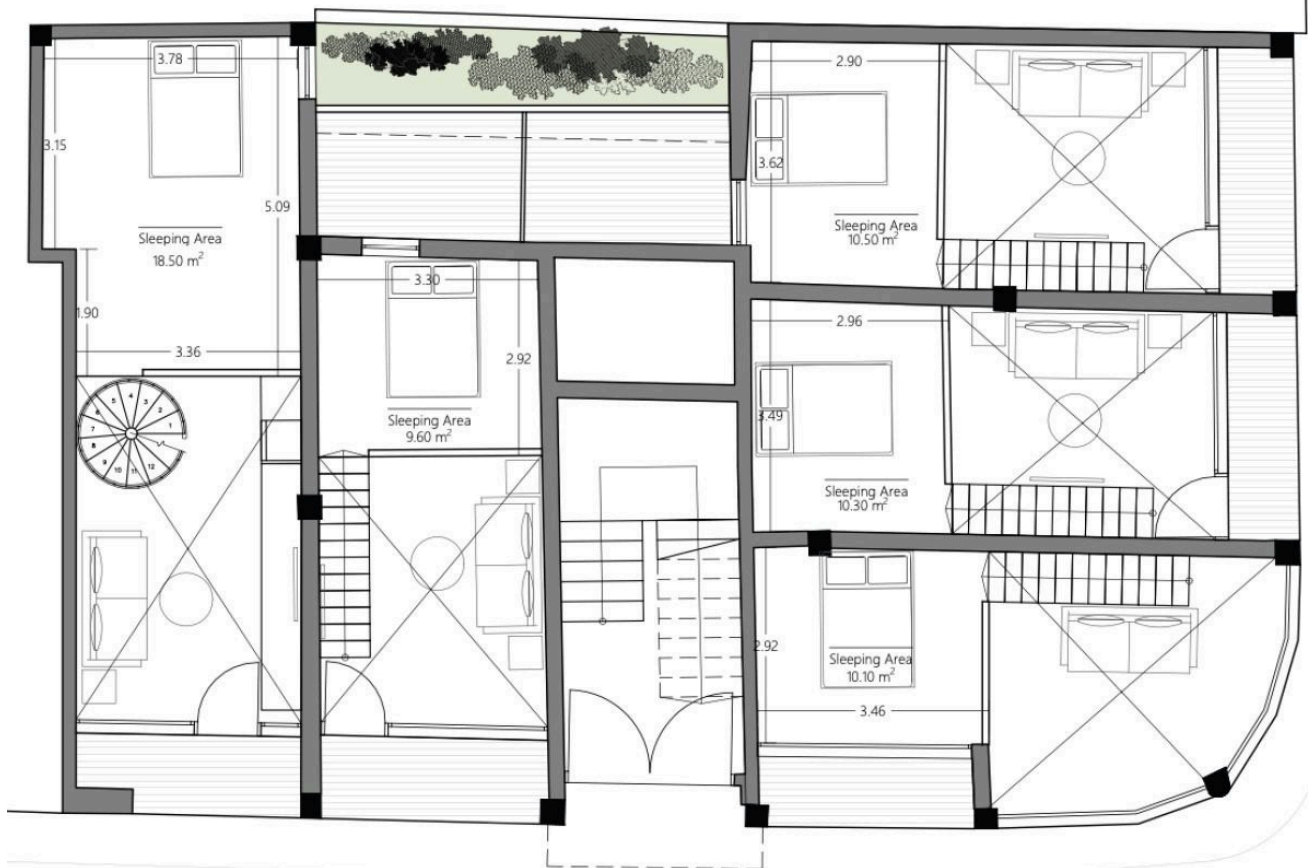 3.78
3.15
5.09
Sleeping Area
18.50 m²
1.90
3.36
1
2
3
4
5
6
7
8
9
10
11
12
3.30
2.92
Sleeping Area
9.60 m²
2.90
3.62
Sleeping Area
10.50 m²
2.96
3.49
Sleeping Area
10.30 m²
2.92
Sleeping Area
10.10 m²
3.46